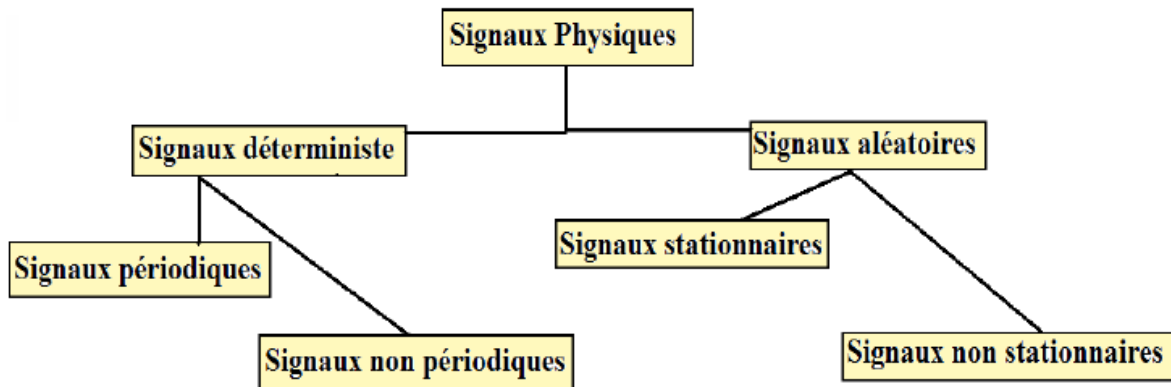 Signaux Physiques
Signaux déterministe
Signaux aléatoires
Signaux stationnaires
Signaux périodiques
Signaux non périodiques
Signaux non stationnaires